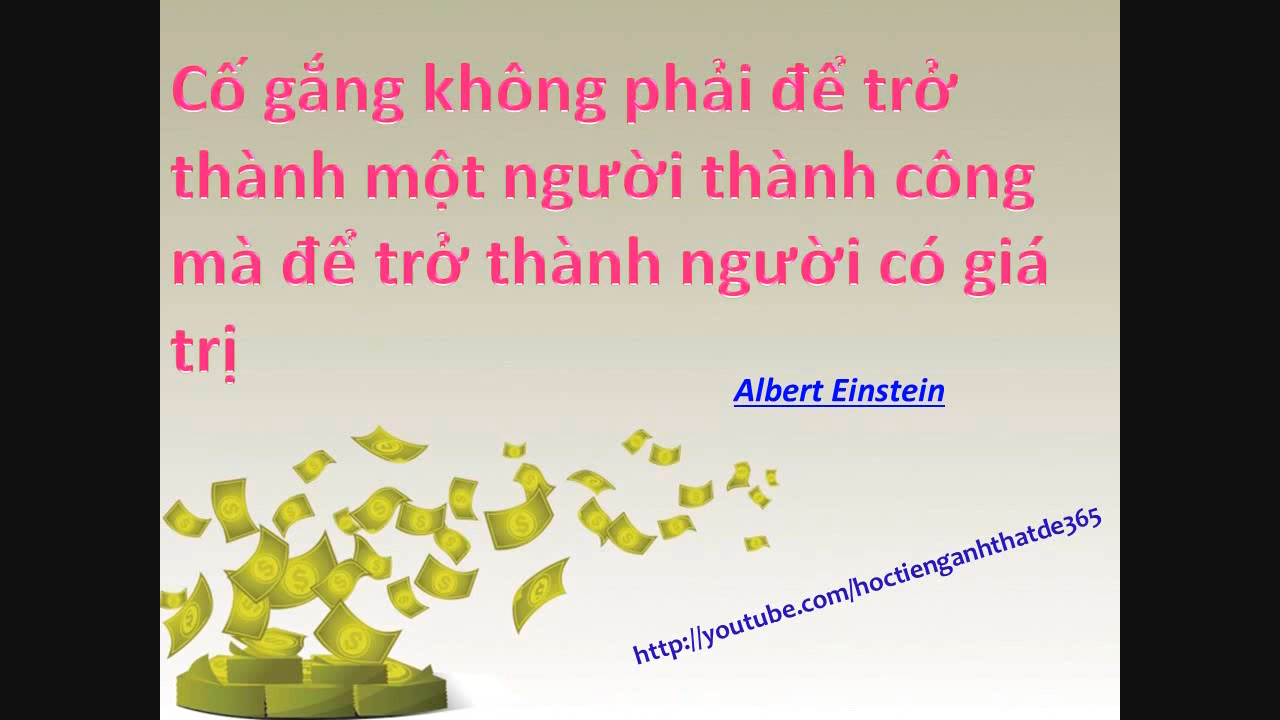 Cố gắng không phải để trở
thành một người thành công
mà để trở thành người có giá
trị
Albert Einstein
http://youtube.com/hoctienganhthatde365